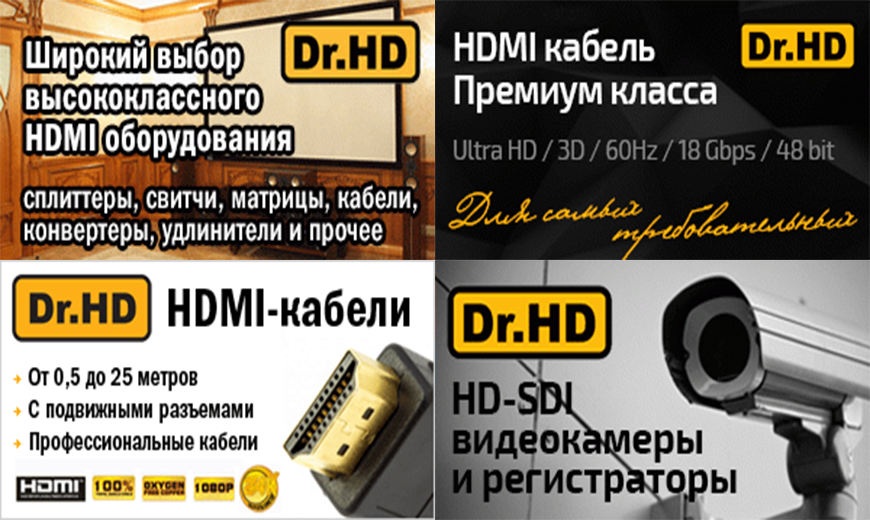 Широкий выбор
высококлассного
HDMI оборудования
Dr.HD
сплиттеры, свитчи, матрицы, кабели,
конвертеры, удлинители и прочее
HDMI кабель
Премиум класса
Dr.HD
Ultra HD / 3D / 60Hz / 18 Gbps / 48 bit
Для самых
требовательных
Dr.HD
HDMI-кабели
От 0,5 до 25 метров
С подвижными разъемами
Профессиональные кабели
HDMI
100%
OXYGEN
FREE COPPER
1080P
Dr.HD
HD-SDI
видеокамеры
и регистраторы